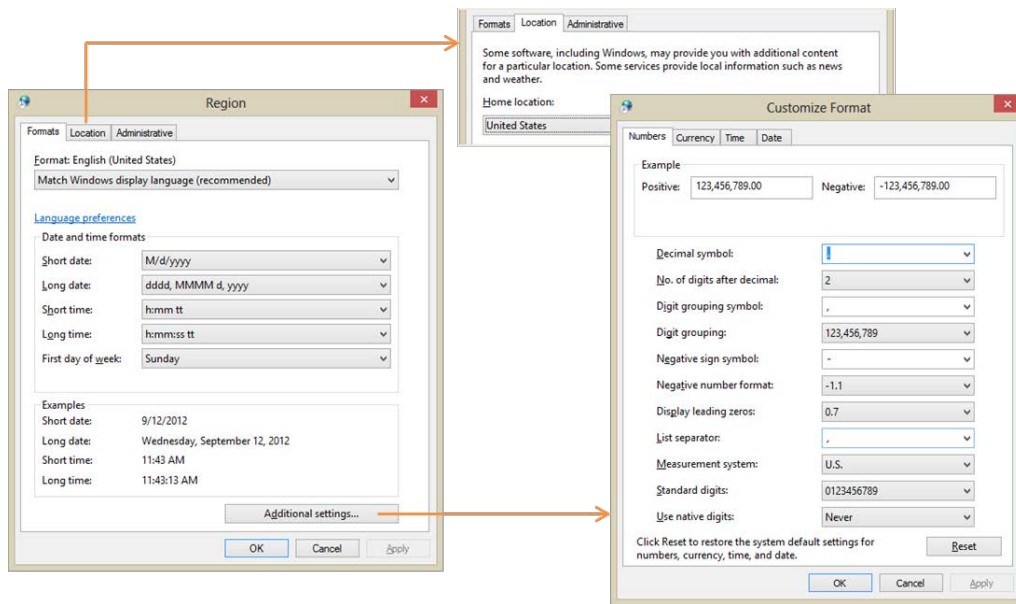 Formats Location Administrative
Some software, including Windows, may provide you with additional content
for a particular location. Some services provide local information such as news
and weather.
Home location:
United States
Region
Formats Location Administrative
Format: English (United States)
Match Windows display language (recommended)
Language preferences
Date and time formats
Short date: M/d/yyyy
Long date: dddd, MMMM d, yyyy
Short time: h:mm tt
Long time: h:mm:ss tt
First day of week: Sunday
Examples
Short date: 9/12/2012
Long date: Wednesday, September 12, 2012
Short time: 11:43 AM
Long time: 11:43:13 AM
Additional settings...
OK Cancel Apply
Customize Format
Numbers Currency Time Date
Example
Positive: 123,456,789.00 Negative: -123,456,789.00
Decimal symbol: .
No. of digits after decimal: 2
Digit grouping symbol: ,
Digit grouping: 123,456,789
Negative sign symbol: -
Negative number format: -1.1
Display leading zeros: 0.7
List separator: ,
Measurement system: U.S.
Standard digits: 0123456789
Use native digits: Never
Click Reset to restore the system default settings for
numbers, currency, time, and date.
Reset
OK Cancel Apply